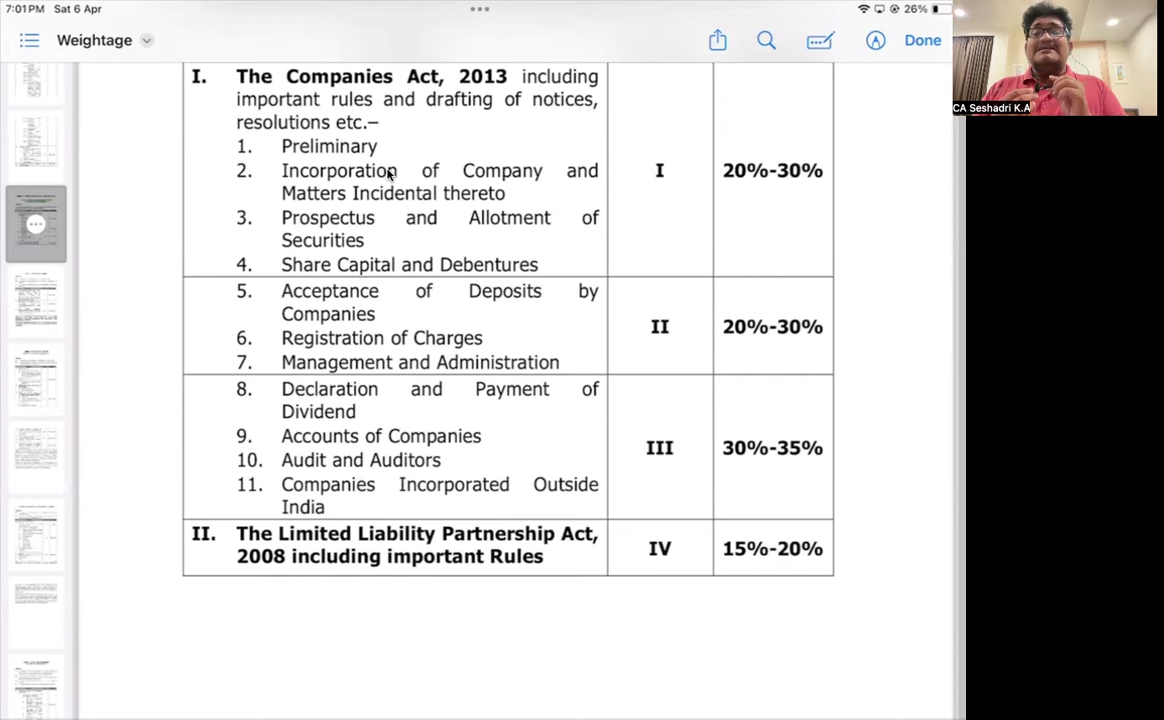 7:01 PM Sat 6 Apr
26%
Weightage
Done
CA Seshadri K.A
I. The Companies Act, 2013 including
important rules and drafting of notices,
resolutions etc.–
1. Preliminary
2. Incorporation of Company and
Matters Incidental thereto
3. Prospectus and Allotment of
Securities
4. Share Capital and Debentures
I
20%-30%
5. Acceptance of Deposits by
Companies
6. Registration of Charges
7. Management and Administration
II
20%-30%
8. Declaration and Payment of
Dividend
9. Accounts of Companies
10. Audit and Auditors
11. Companies Incorporated Outside
India
III
30%-35%
II. The Limited Liability Partnership Act,
2008 including important Rules
IV
15%-20%